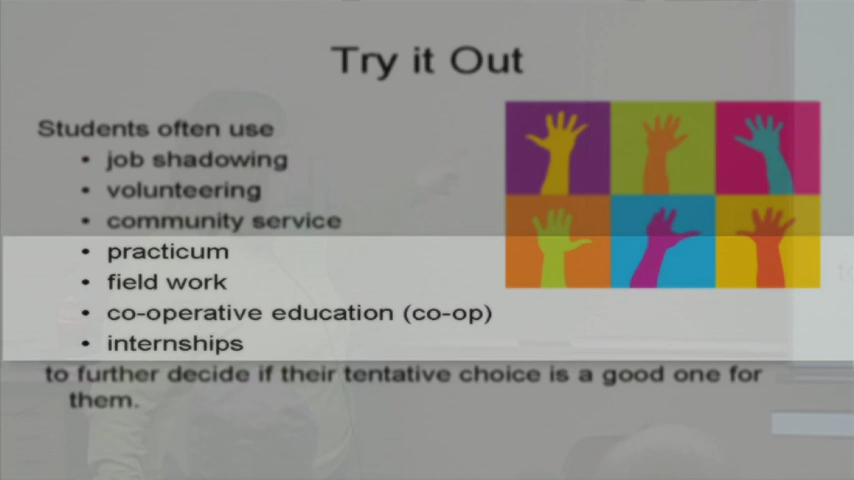 Try it Out
Students often use
• job shadowing
• volunteering
• community service
• practicum
• field work
• co-operative education (co-op)
• internships
to further decide if their tentative choice is a good one for
them.